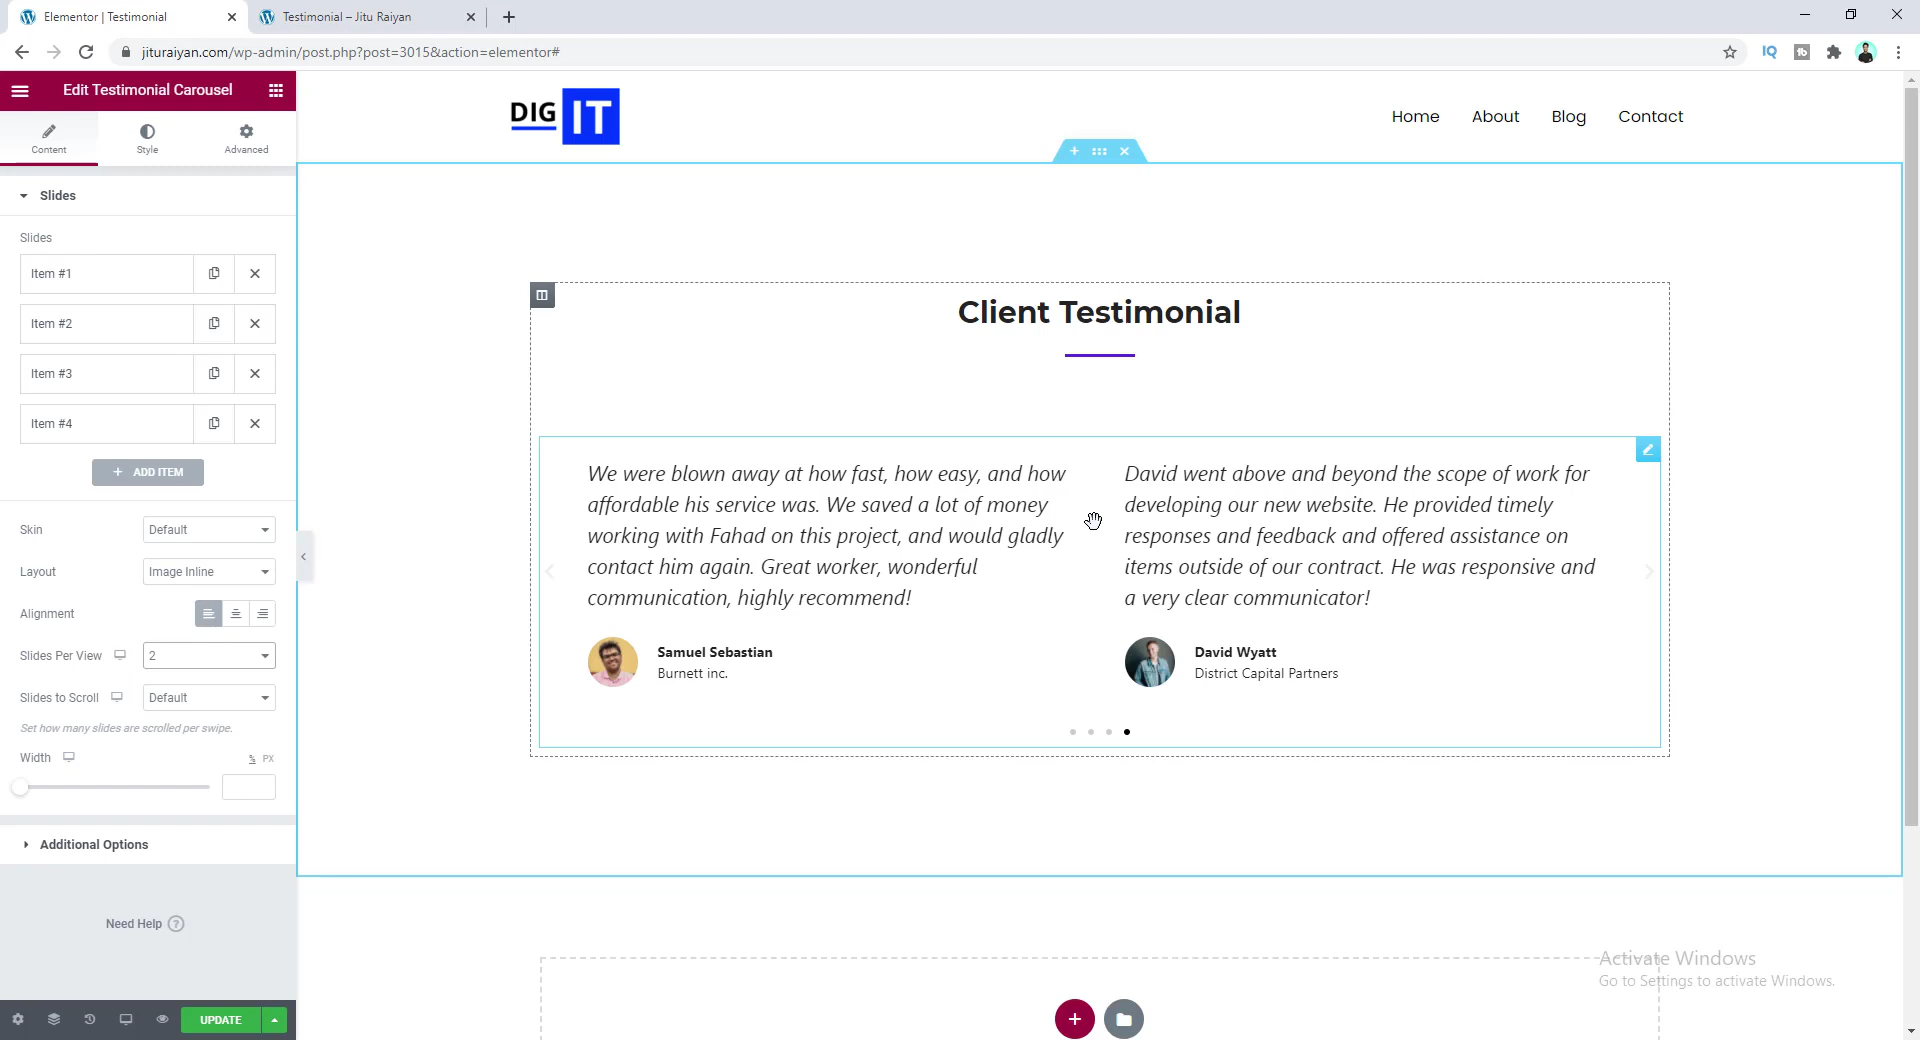 Elementor | Testimonial
Testimonial – Jitu Raiyan
jituraiyan.com/wp-admin/post.php?post=3015&action=elementor#
IQ
tb
Edit Testimonial Carousel
Content
Style
Advanced
Slides
Slides
Item #1
Item #2
Item #3
Item #4
ADD ITEM
Skin
Default
Layout
Image Inline
Alignment
Slides Per View
2
Slides to Scroll
Default
Set how many slides are scrolled per swipe.
Width
% PX
Additional Options
Need Help ?
UPDATE
DIG IT
Home
About
Blog
Contact
Client Testimonial
We were blown away at how fast, how easy, and how
affordable his service was. We saved a lot of money
working with Fahad on this project, and would gladly
contact him again. Great worker, wonderful
communication, highly recommend!
Samuel Sebastian
Burnett inc.
David went above and beyond the scope of work for
developing our new website. He provided timely
responses and feedback and offered assistance on
items outside of our contract. He was responsive and
a very clear communicator!
David Wyatt
District Capital Partners
Activate Windows
Go to Settings to activate Windows.